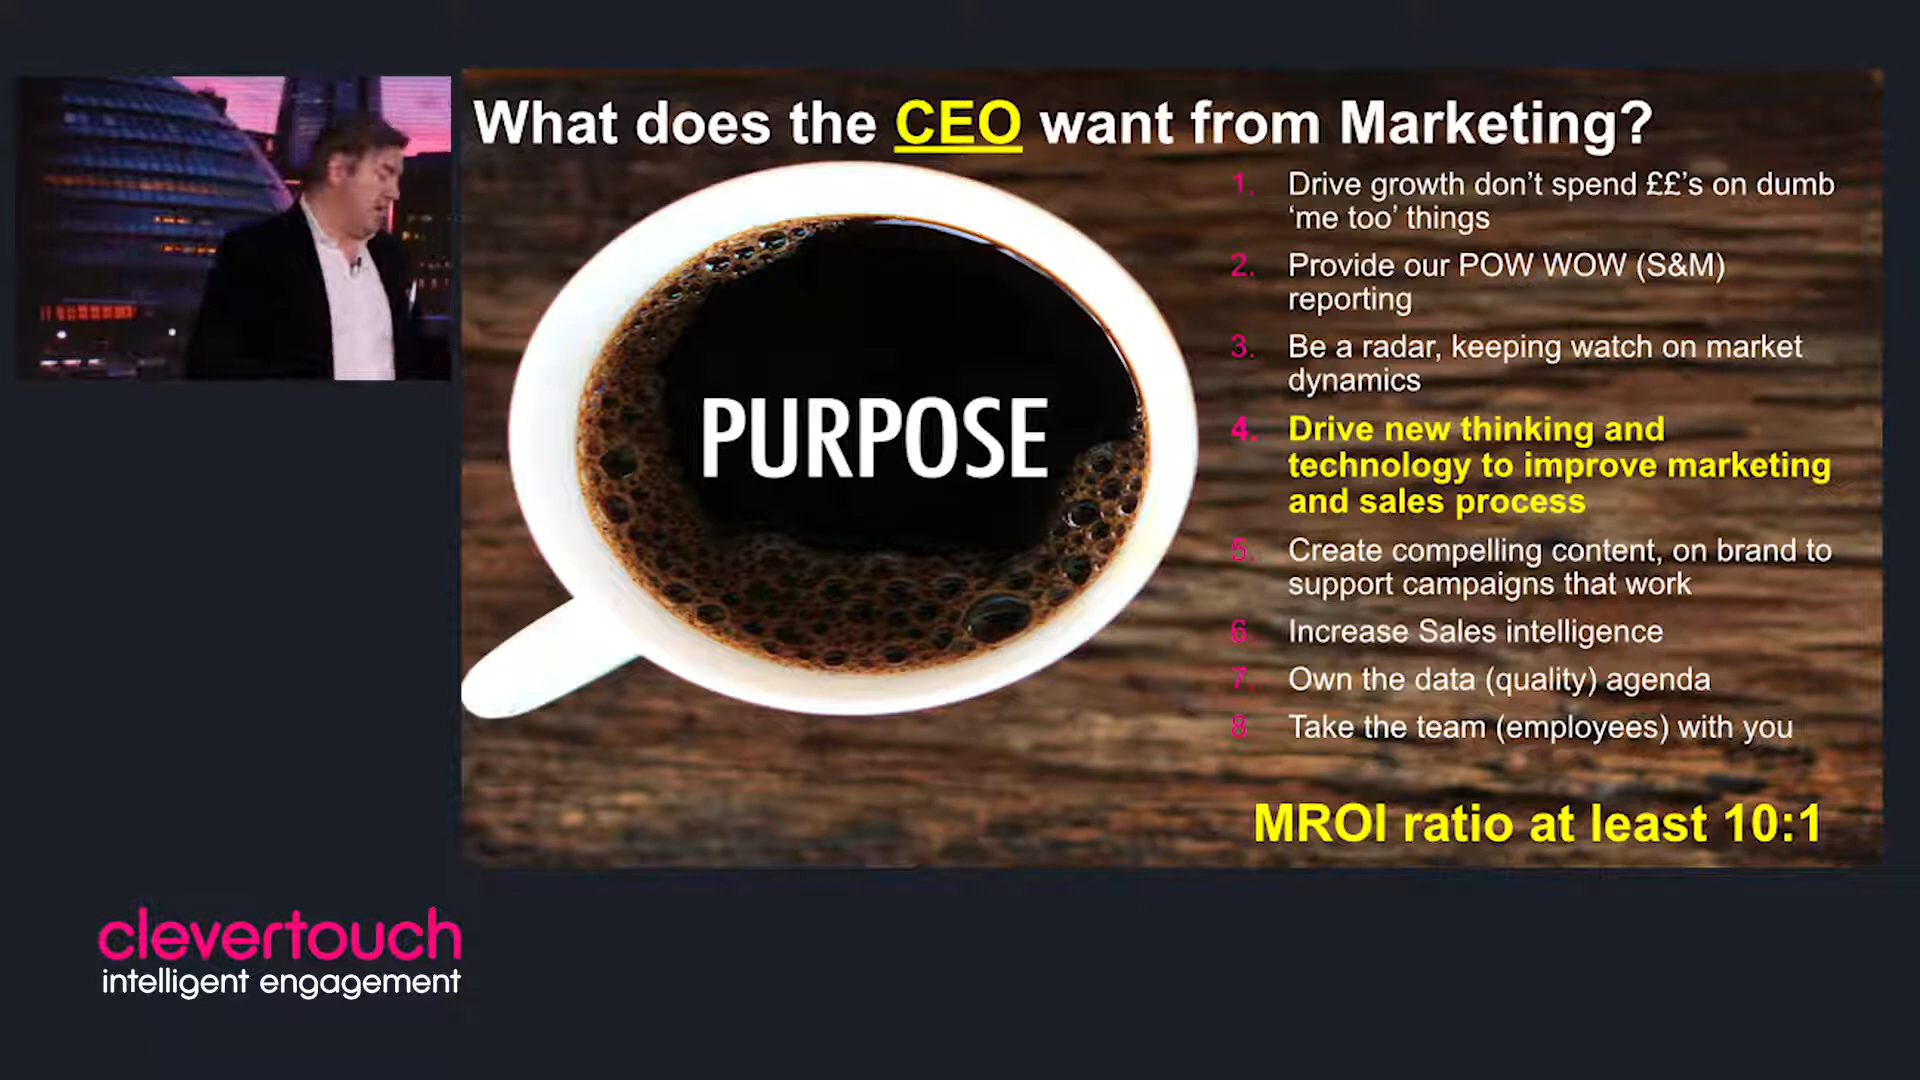 What does the CEO want from Marketing?
PURPOSE
1. Drive growth don't spend ££'s on dumb
'me too' things
2. Provide our POW WOW (S&M)
reporting
3. Be a radar, keeping watch on market
dynamics
4. Drive new thinking and
technology to improve marketing
and sales process
5. Create compelling content, on brand to
support campaigns that work
6. Increase Sales intelligence
7. Own the data (quality) agenda
8 Take the team (employees) with you
MROI ratio at least 10:1
clevertouch
intelligent engagement